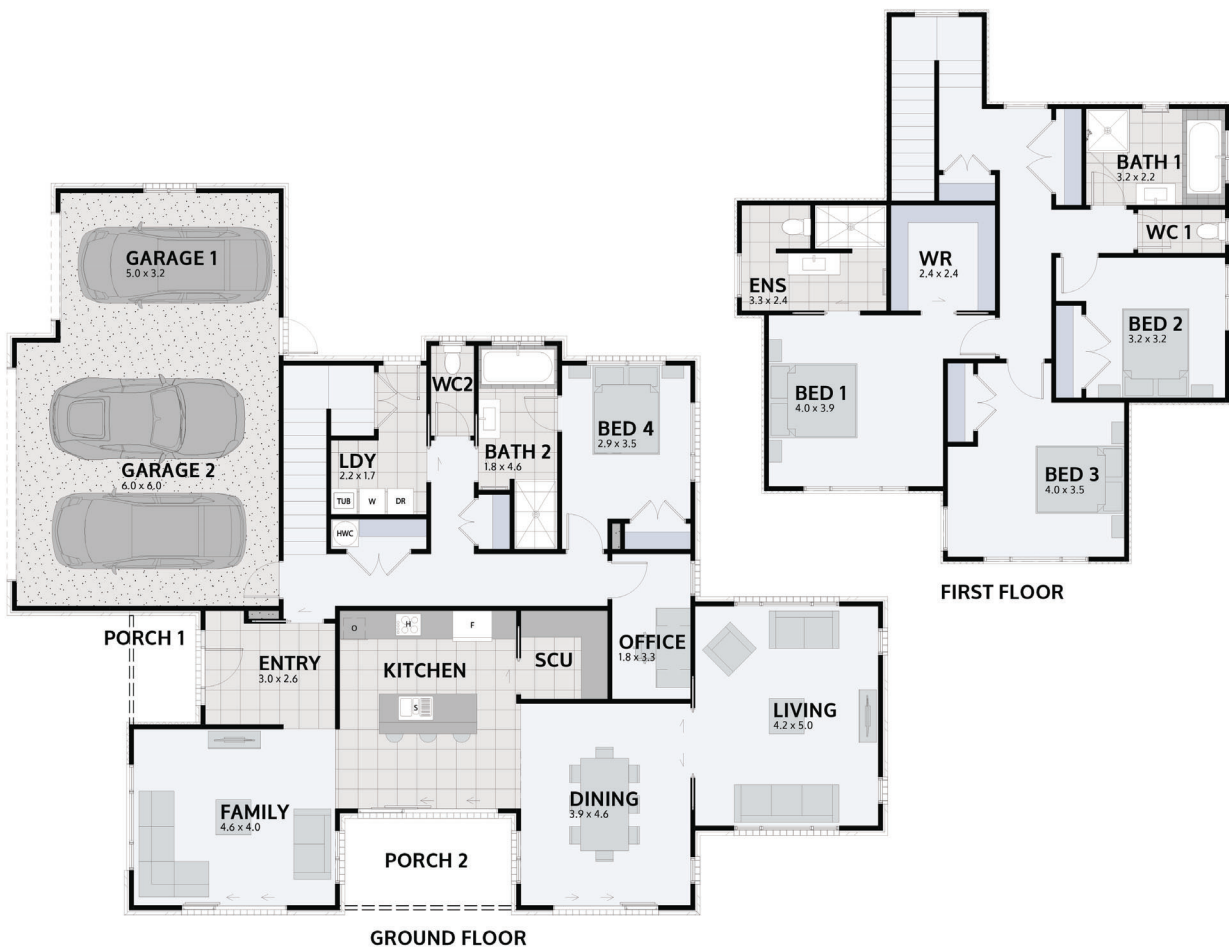 GARAGE 1
5.0 x 3.2
GARAGE 2
6.0 x 6.0
WC2
BED 4
2.9 x 3.5
LDY
2.2 x 1.7
BATH 2
1.8 x 4.6
TUB
W
DR
HWC
PORCH 1
ENTRY
3.0 x 2.6
O
H
F
KITCHEN
SCU
OFFICE
1.8 x 3.3
S
LIVING
4.2 x 5.0
FAMILY
4.6 x 4.0
DINING
3.9 x 4.6
PORCH 2
GROUND FLOOR
BATH 1
3.2 x 2.2
WC 1
WR
2.4 x 2.4
ENS
3.3 x 2.4
BED 2
3.2 x 3.2
BED 1
4.0 x 3.9
BED 3
4.0 x 3.5
FIRST FLOOR